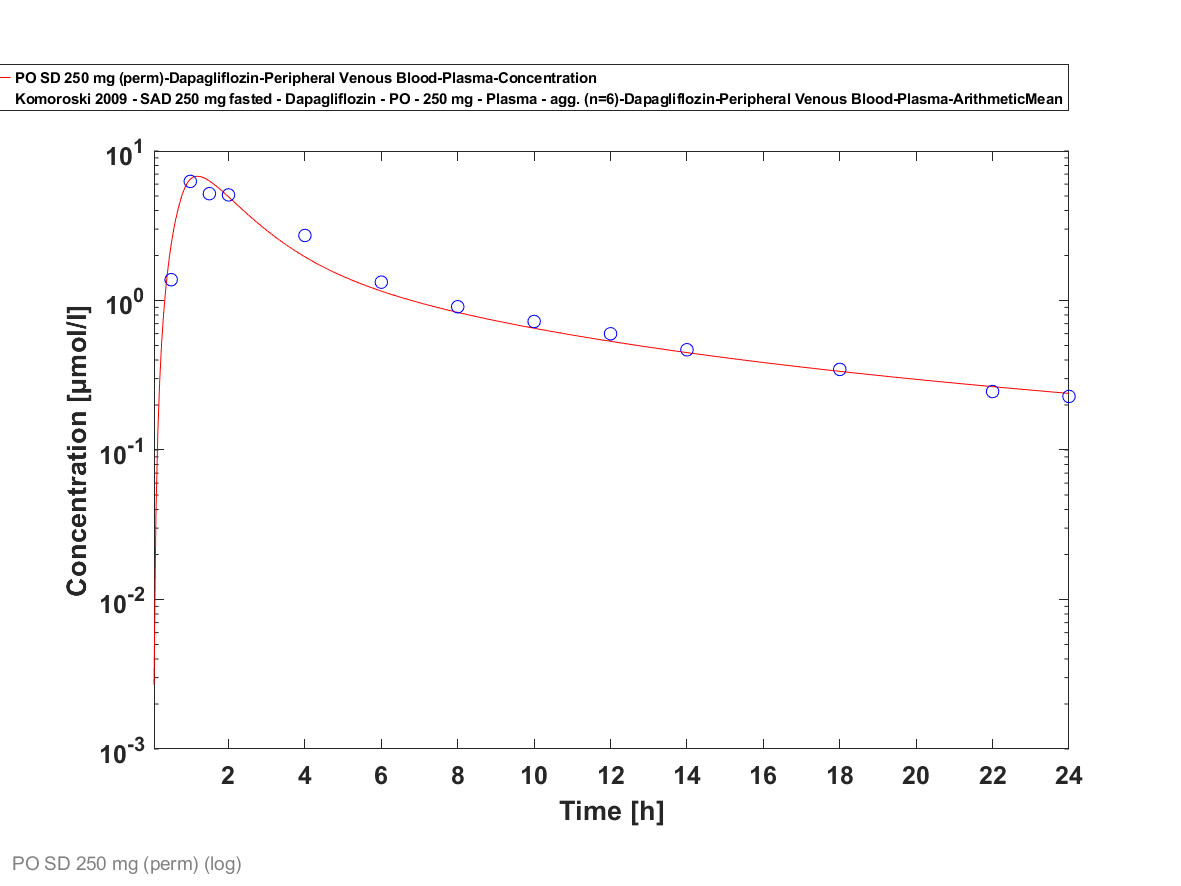 PO SD 250 mg (perm)-Dapagliflozin-Peripheral Venous Blood-Plasma-Concentration
Komoroski 2009 - SAD 250 mg fasted - Dapagliflozin - PO - 250 mg - Plasma - agg. (n=6)-Dapagliflozin-Peripheral Venous Blood-Plasma-ArithmeticMean
10^1
10^0
10^-1
10^-2
10^-3
Concentration [µmol/l]
2 4 6 8 10 12 14 16 18 20 22 24
Time [h]
PO SD 250 mg (perm) (log)